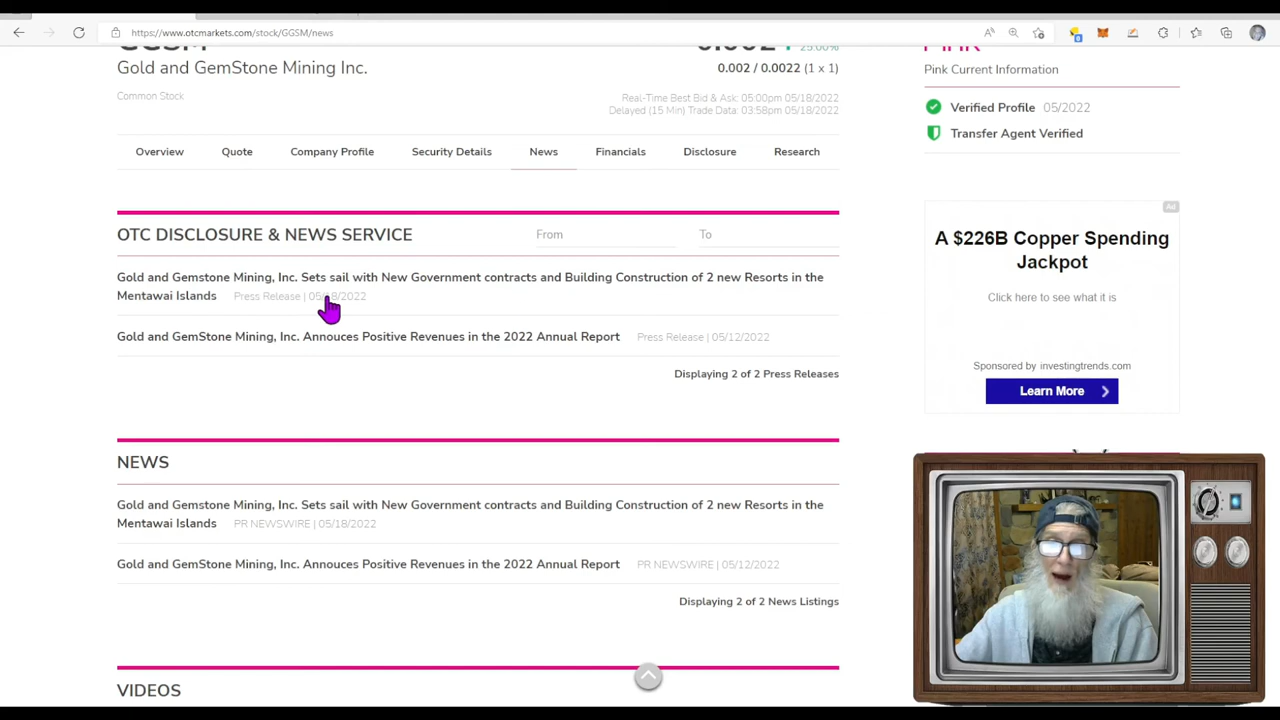 https://www.otcmarkets.com/stock/GGSM/news
GGSM
0.002 25.00%
PINK
Gold and GemStone Mining Inc.
0.002 / 0.0022 (1 x 1)
Pink Current Information
Common Stock
Real-Time Best Bid & Ask: 05:00pm 05/18/2022
Delayed (15 Min) Trade Data: 03:58pm 05/18/2022
Verified Profile 05/2022
Transfer Agent Verified
Overview Quote Company Profile Security Details News Financials Disclosure Research
OTC DISCLOSURE & NEWS SERVICE
From To
Gold and Gemstone Mining, Inc. Sets sail with New Government contracts and Building Construction of 2 new Resorts in the
Mentawai Islands Press Release | 05/18/2022
Gold and GemStone Mining, Inc. Annouces Positive Revenues in the 2022 Annual Report Press Release | 05/12/2022
Displaying 2 of 2 Press Releases
Ad
A $226B Copper Spending
Jackpot
Click here to see what it is
Sponsored by investingtrends.com
Learn More
NEWS
Gold and Gemstone Mining, Inc. Sets sail with New Government contracts and Building Construction of 2 new Resorts in the
Mentawai Islands PR NEWSWIRE | 05/18/2022
Gold and GemStone Mining, Inc. Annouces Positive Revenues in the 2022 Annual Report PR NEWSWIRE | 05/12/2022
Displaying 2 of 2 News Listings
VIDEOS